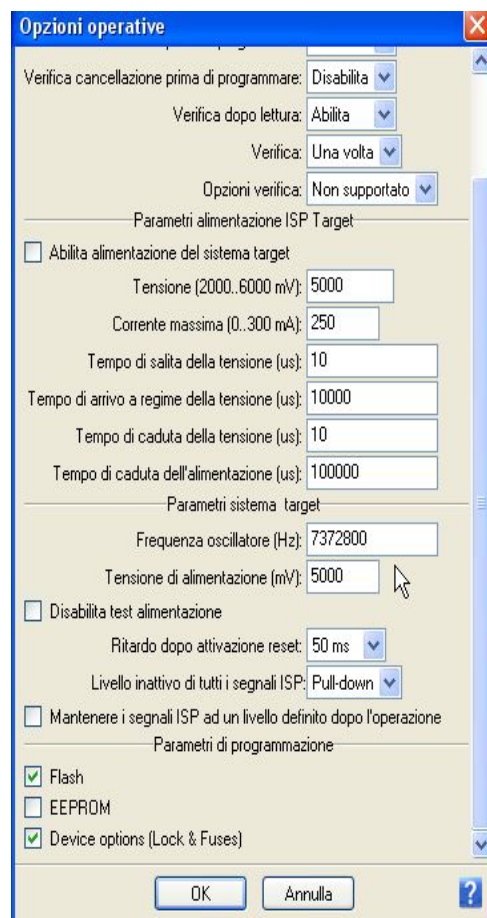 Opzioni operative
Verifica cancellazione prima di programmare: Disabilita
Verifica dopo lettura: Abilita
Verifica: Una volta
Opzioni verifica: Non supportato
Parametri alimentazione ISP Target
Abilita alimentazione del sistema target
Tensione (2000..6000 mV): 5000
Corrente massima (0..300 mA): 250
Tempo di salita della tensione (us): 10
Tempo di arrivo a regime della tensione (us): 10000
Tempo di caduta della tensione (us): 10
Tempo di caduta dell'alimentazione (us): 100000
Parametri sistema target
Frequenza oscillatore (Hz): 7372800
Tensione di alimentazione (mV): 5000
Disabilita test alimentazione
Ritardo dopo attivazione reset: 50 ms
Livello inattivo di tutti i segnali ISP: Pull-down
Mantenere i segnali ISP ad un livello definito dopo l'operazione
Parametri di programmazione
Flash
EEPROM
Device options (Lock & Fuses)
OK Annulla ?